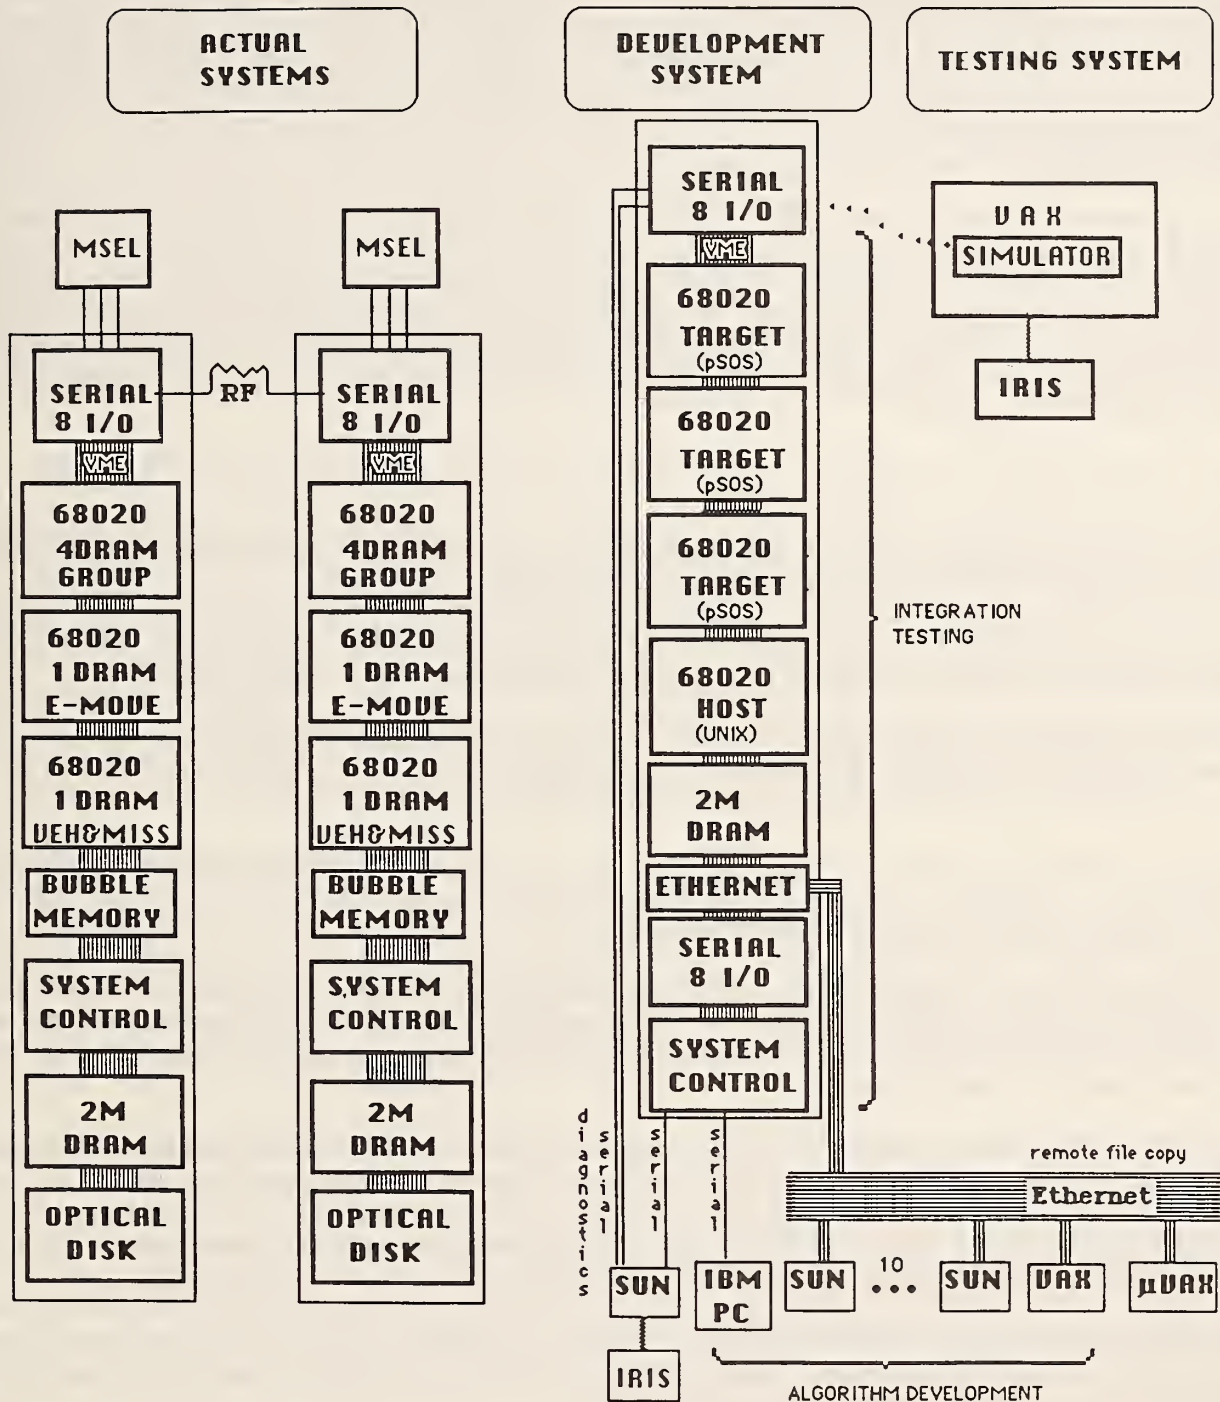 ACTUAL
SYSTEMS
DEVELOPMENT
SYSTEM
TESTING SYSTEM
MSEL
SERIAL
8 I/O
VME
68020
4DRAM
GROUP
68020
1 DRAM
E-MOVE
68020
1 DRAM
VEH&MISS
BUBBLE
MEMORY
SYSTEM
CONTROL
2M
DRAM
OPTICAL
DISK
RF
MSEL
SERIAL
8 I/O
VME
68020
4DRAM
GROUP
68020
1 DRAM
E-MOVE
68020
1 DRAM
VEH&MISS
BUBBLE
MEMORY
SYSTEM
CONTROL
2M
DRAM
OPTICAL
DISK
SERIAL
8 I/O
VME
68020
TARGET
(pSOS)
68020
TARGET
(pSOS)
68020
TARGET
(pSOS)
68020
HOST
(UNIX)
2M
DRAM
ETHERNET
SERIAL
8 I/O
SYSTEM
CONTROL
VAX
SIMULATOR
IRIS
INTEGRATION
TESTING
diagnostics
serial
serial
serial
remote file copy
Ethernet
SUN
IBM
PC
SUN
10
...
SUN
VAX
µVAX
IRIS
ALGORITHM DEVELOPMENT